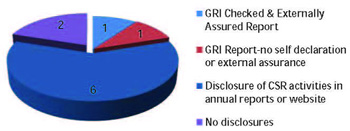 2
1
1
6
GRI Checked & Externally
Assured Report
GRI Report-no self declaration
or external assurance
Disclosure of CSR activities in
annual reports or website
No disclosures